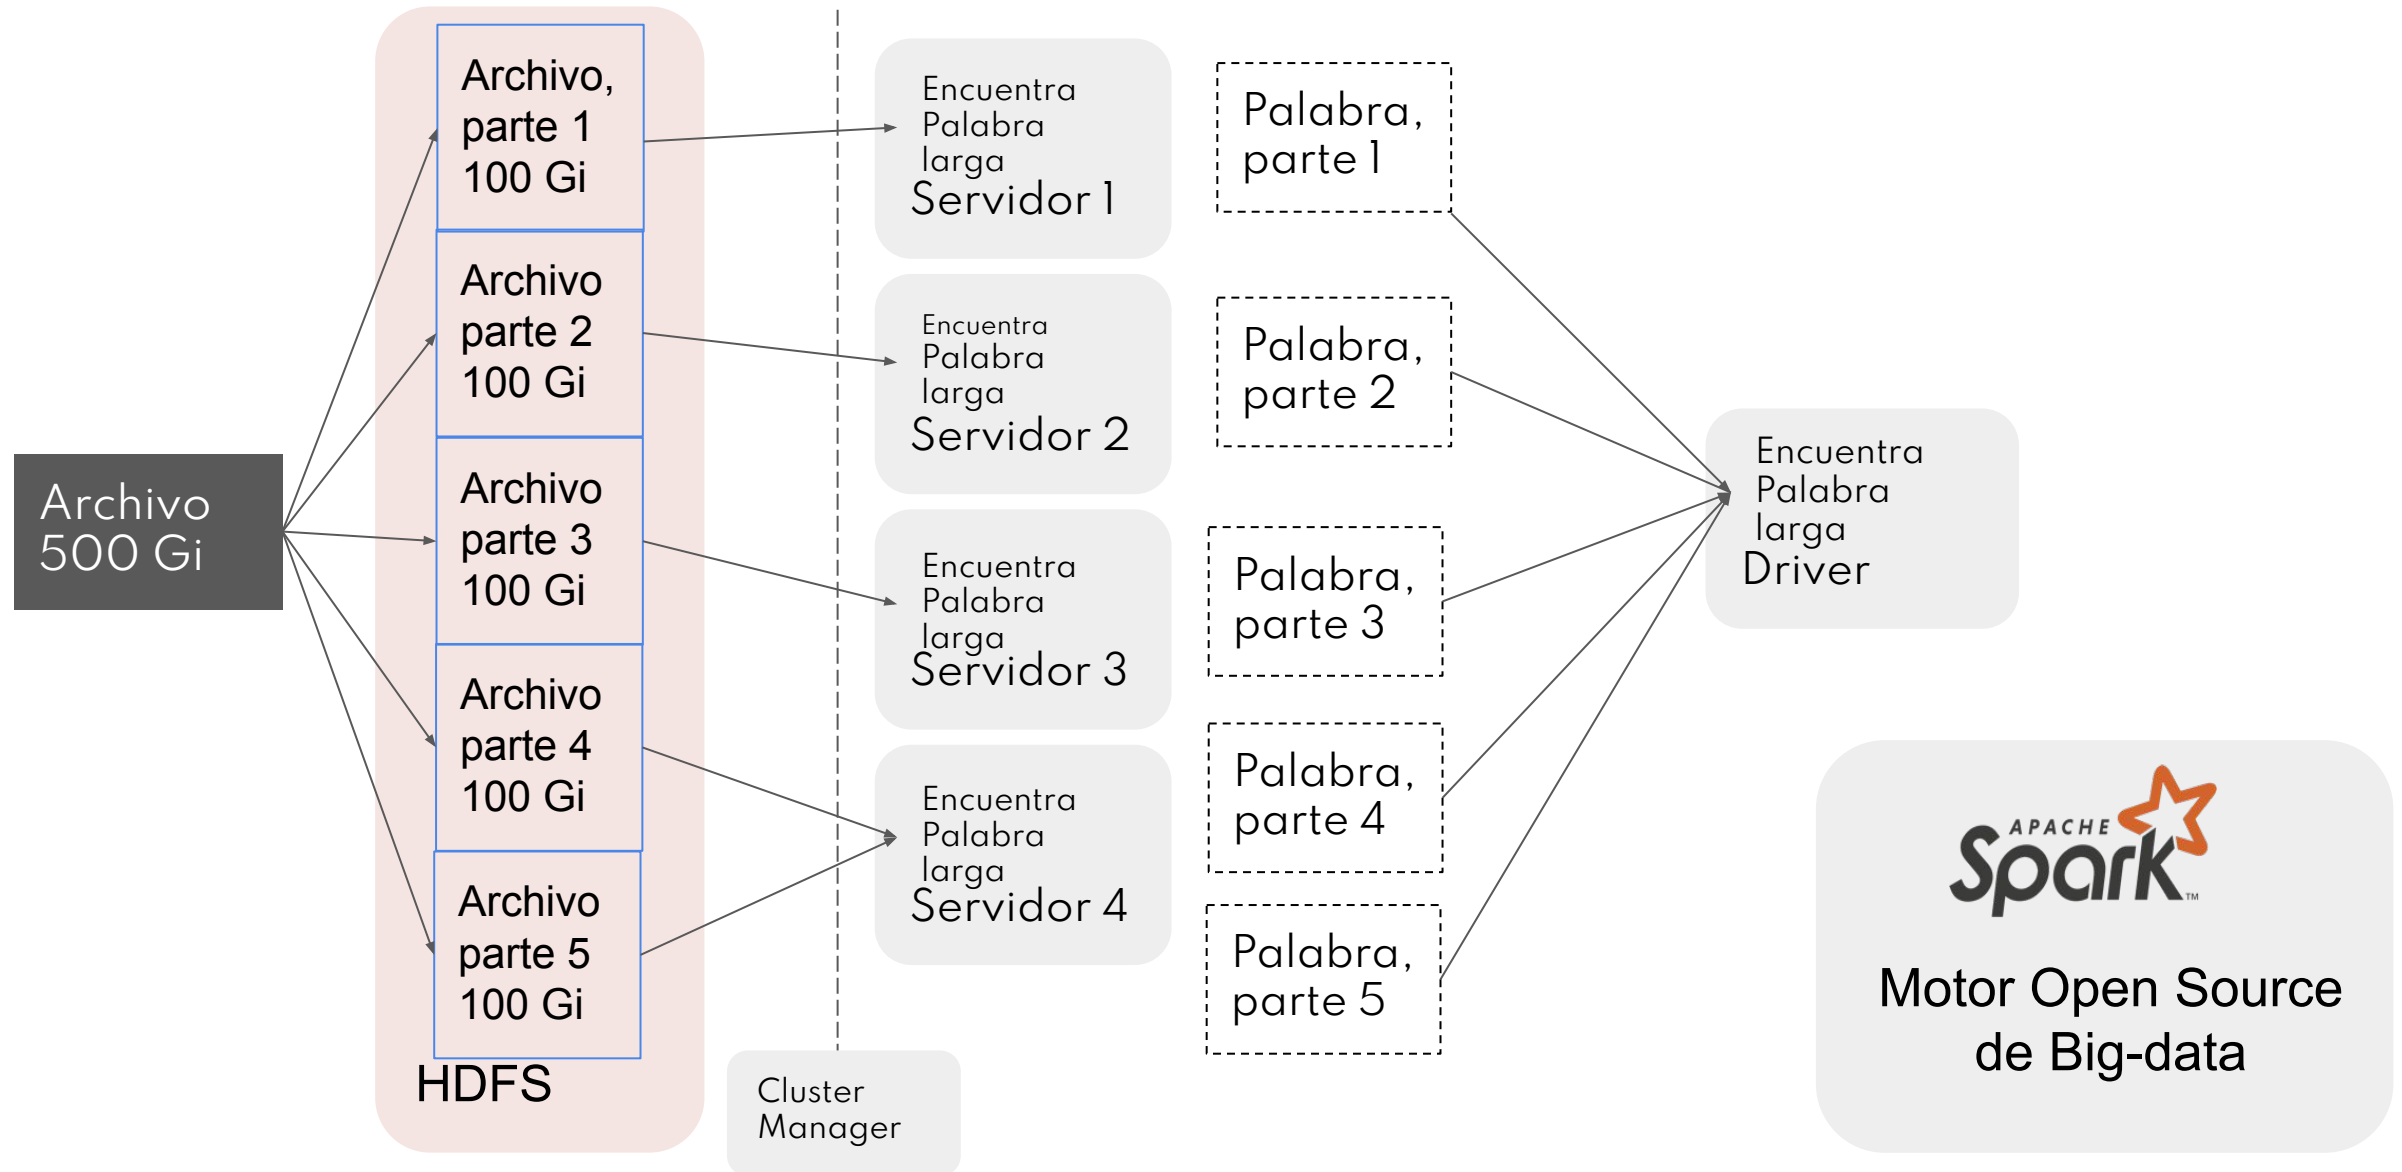 Archivo
500 Gi
Archivo,
parte 1
100 Gi
Archivo
parte 2
100 Gi
Archivo
parte 3
100 Gi
Archivo
parte 4
100 Gi
Archivo
parte 5
100 Gi
HDFS
Cluster
Manager
Encuentra
Palabra
larga
Servidor 1
Encuentra
Palabra
larga
Servidor 2
Encuentra
Palabra
larga
Servidor 3
Encuentra
Palabra
larga
Servidor 4
Palabra,
parte 1
Palabra,
parte 2
Palabra,
parte 3
Palabra,
parte 4
Palabra,
parte 5
Encuentra
Palabra
larga
Driver
APACHE
Spark™
Motor Open Source
de Big-data